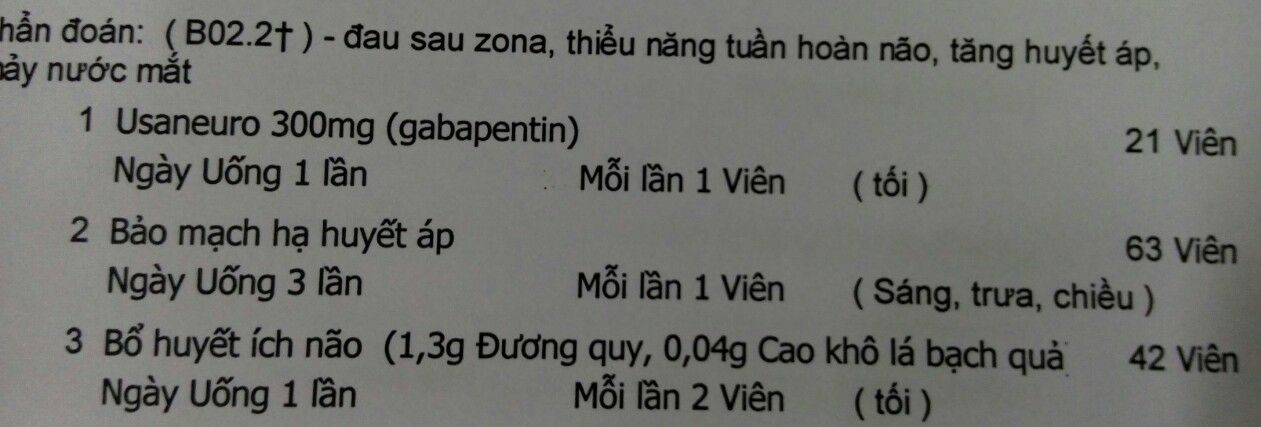 hẩn đoán: ( B02.2† ) - đau sau zona, thiểu năng tuần hoàn não, tăng huyết áp,
ảy nước mắt
1 Usaneuro 300mg (gabapentin) 21 Viên
Ngày Uống 1 lần Mỗi lần 1 Viên ( tối )
2 Bảo mạch hạ huyết áp 63 Viên
Ngày Uống 3 lần Mỗi lần 1 Viên ( Sáng, trưa, chiều )
3 Bổ huyết ích não (1,3g Đương quy, 0,04g Cao khô lá bạch quả 42 Viên
Ngày Uống 1 lần Mỗi lần 2 Viên ( tối )